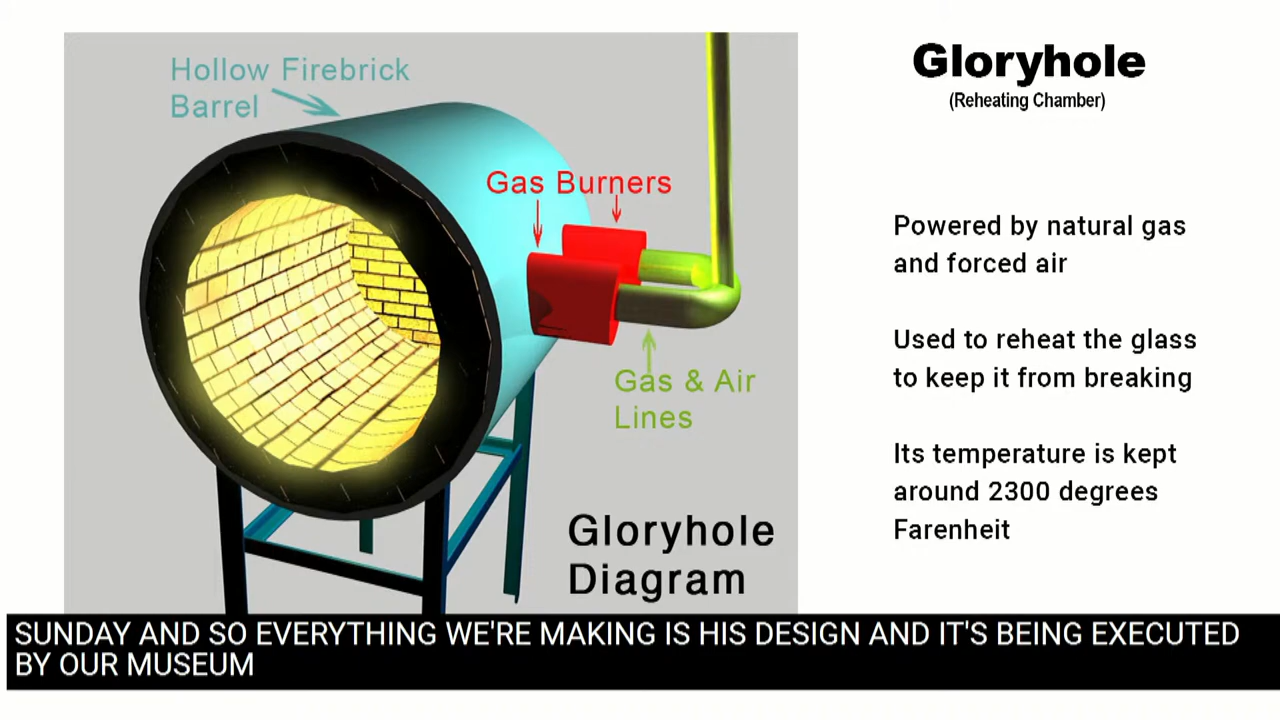 Hollow Firebrick
Barrel
Gas Burners
Gas & Air
Lines
Gloryhole
Diagram
Gloryhole
(Reheating Chamber)
Powered by natural gas
and forced air
Used to reheat the glass
to keep it from breaking
Its temperature is kept
around 2300 degrees
Farenheit
SUNDAY AND SO EVERYTHING WE'RE MAKING IS HIS DESIGN AND IT'S BEING EXECUTED
BY OUR MUSEUM